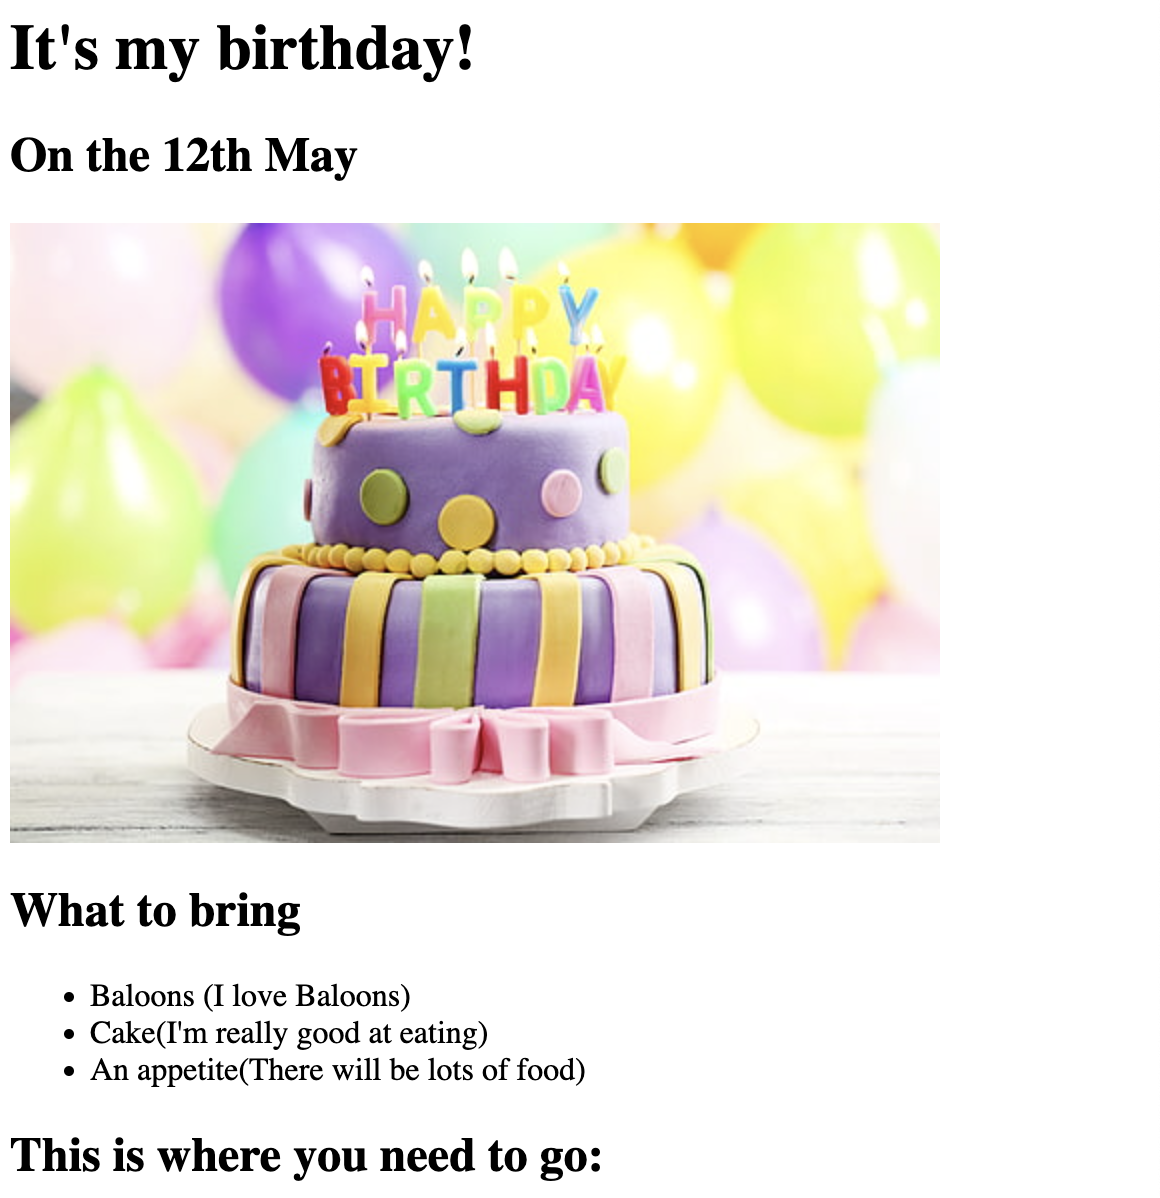 It's my birthday!
On the 12th May
HAPPY
BIRTHDAY
What to bring
Baloons (I love Baloons)
Cake(I'm really good at eating)
An appetite(There will be lots of food)
This is where you need to go: